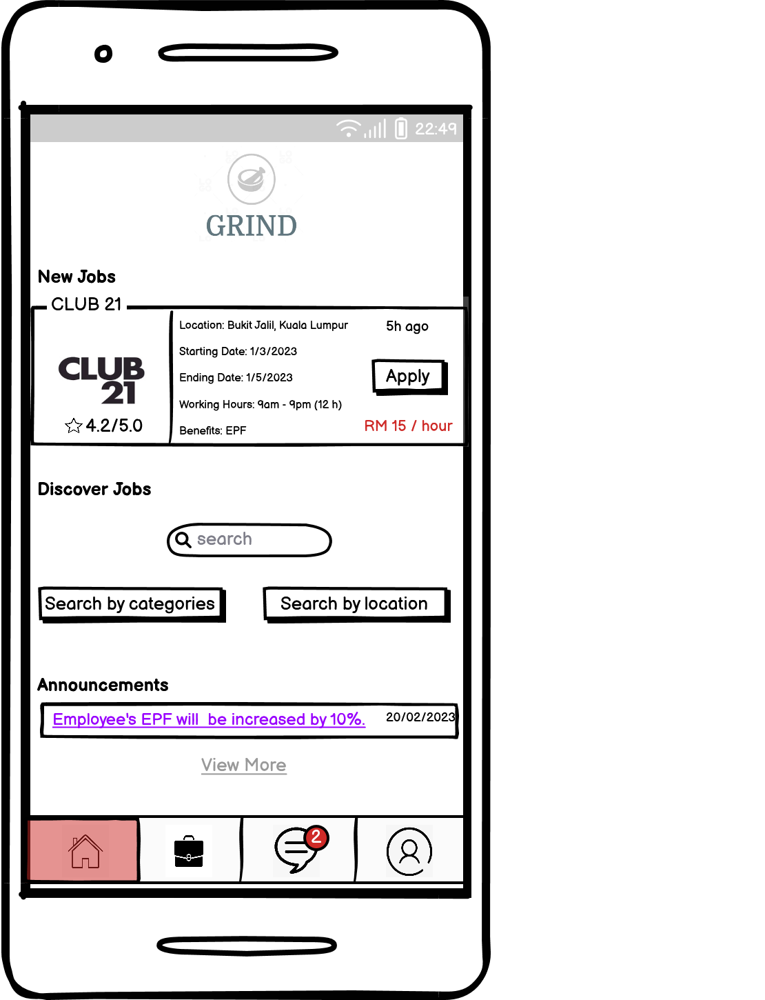 22:49
GRIND
New Jobs
CLUB 21
Location: Bukit Jalil, Kuala Lumpur
5h ago
Starting Date: 1/3/2023
CLUB
21
Ending Date: 1/5/2023
Apply
Working Hours: 9am - 9pm (12 h)
4.2/5.0
Benefits: EPF
RM 15 / hour
Discover Jobs
search
Search by categories
Search by location
Announcements
Employee's EPF will  be increased by 10%.
20/02/2023
View More
2